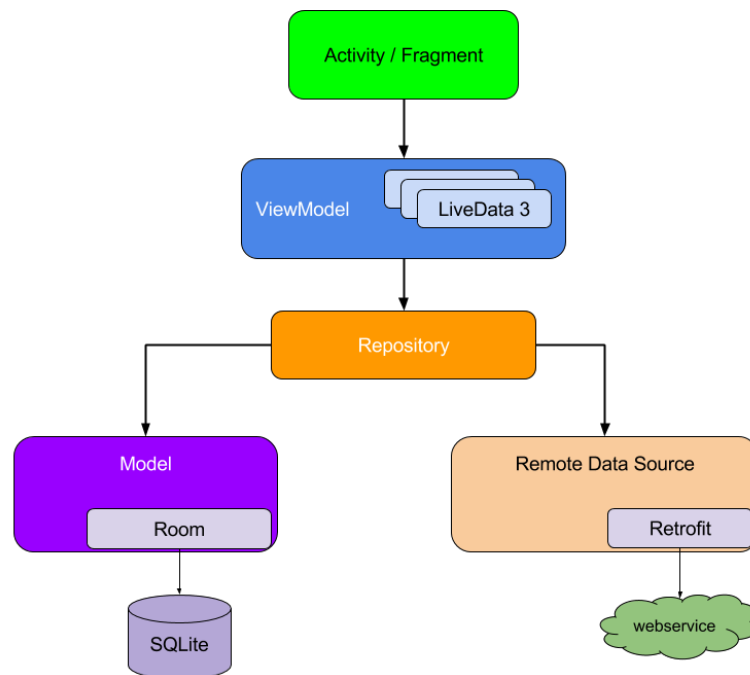 Activity / Fragment
ViewModel
LiveData 3
Repository
Model
Remote Data Source
Room
Retrofit
SQLite
webservice